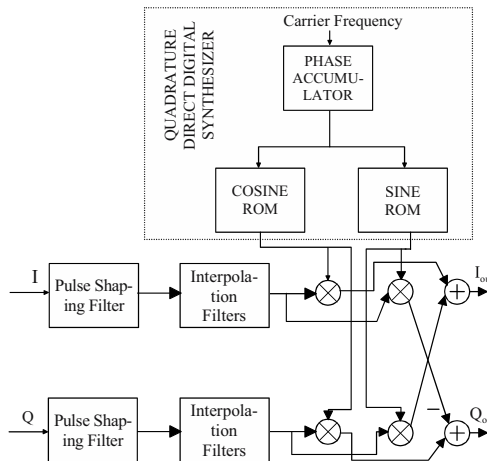 Carrier Frequency
QUADRATURE
DIRECT DIGITAL
SYNTHESIZER
PHASE
ACCUMU-
LATOR
COSINE
ROM
SINE
ROM
I
Pulse Shap-
ing Filter
Interpola-
tion
Filters
I
Q
Pulse Shap-
ing Filter
Interpola-
tion
Filters
–
Q